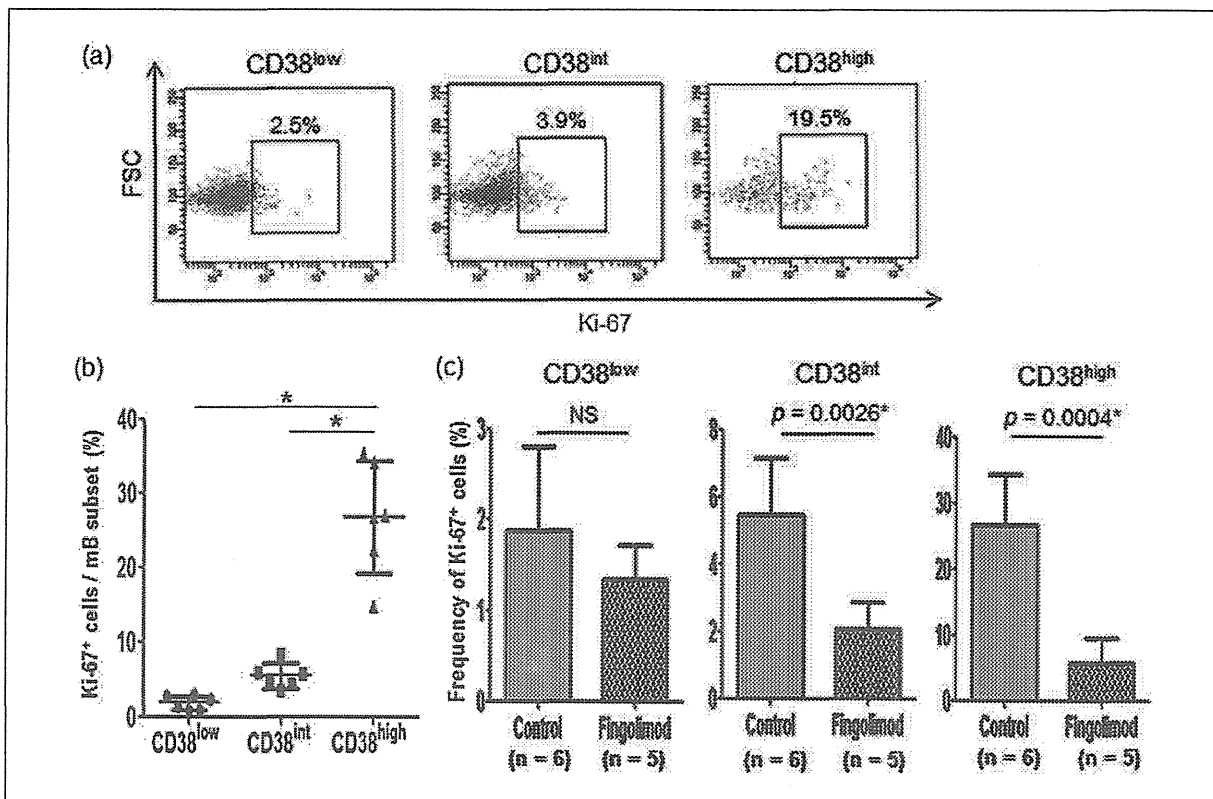 (a)
CD38low CD38int CD38high
2.5% 3.9% 19.5%
FSC
Ki-67
(b)
*
*
Ki-67+ cells / mB subset (%)
40
30
20
10
0
CD38low CD38int CD38high
(c)
CD38low CD38int CD38high
NS p = 0.0026* p = 0.0004*
Frequency of Ki-67+ cells (%)
3
2
1
0
8
6
4
2
0
40
30
20
10
0
Control Fingolimod Control Fingolimod Control Fingolimod
(n = 6) (n = 5) (n = 6) (n = 5) (n = 6) (n = 5)